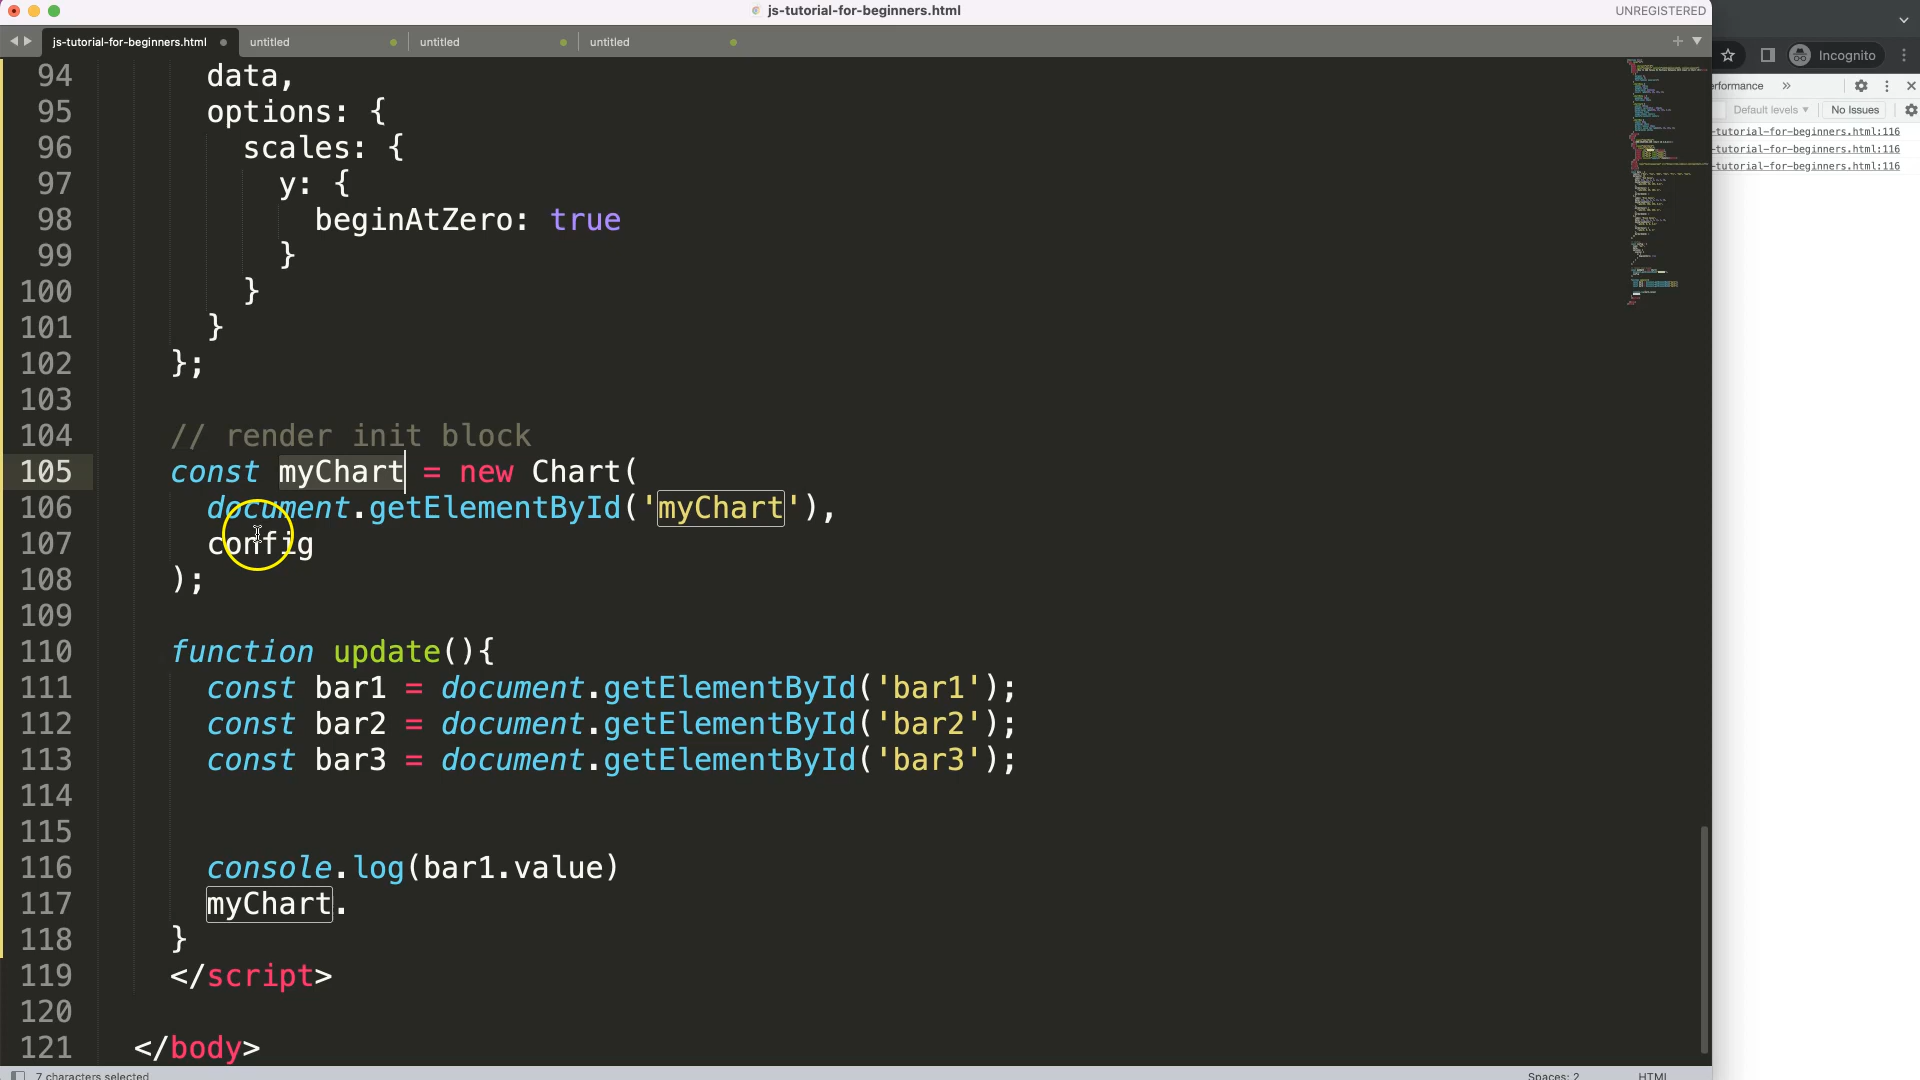 js-tutorial-for-beginners.html
UNREGISTERED
js-tutorial-for-beginners.html
untitled
untitled
untitled
Incognito
erformance
Default levels
No Issues
-tutorial-for-beginners.html:116
-tutorial-for-beginners.html:116
-tutorial-for-beginners.html:116
94 data,
95 options: {
96 scales: {
97 y: {
98 beginAtZero: true
99 }
100 }
101 }
102 };
103
104 // render init block
105 const myChart = new Chart(
106 document.getElementById('myChart'),
107 config
108 );
109
110 function update(){
111 const bar1 = document.getElementById('bar1');
112 const bar2 = document.getElementById('bar2');
113 const bar3 = document.getElementById('bar3');
114
115
116 console.log(bar1.value)
117 myChart.
118 }
119 </script>
120
121 </body>
7 characters selected
Spaces: 2
HTML